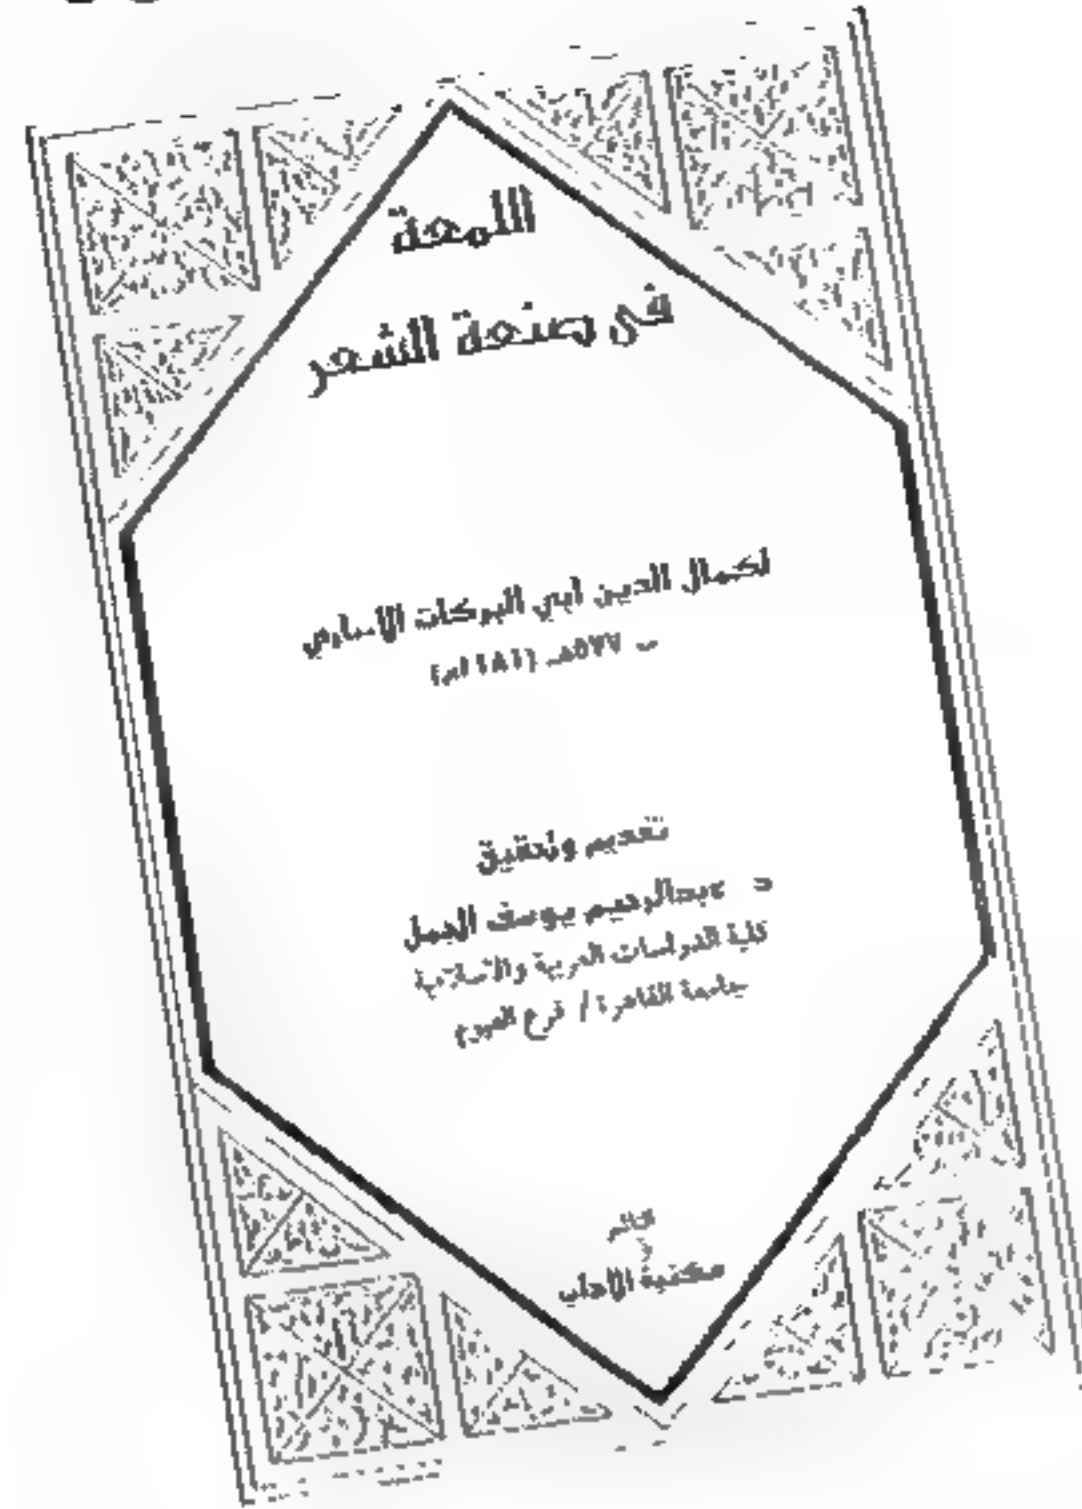 اللمعة
فى صنعة الشعر
لكمال الدين أبي البركات الأنباري
ت ٥٧٧هـ (١١٨١م)
تقديم وتحقيق
د عبدالرحيم يوسف الجمل
كلية الدراسات العربية والإسلامية
جامعة القاهرة / فرع الفيوم
الناشر
مكتبة الآداب